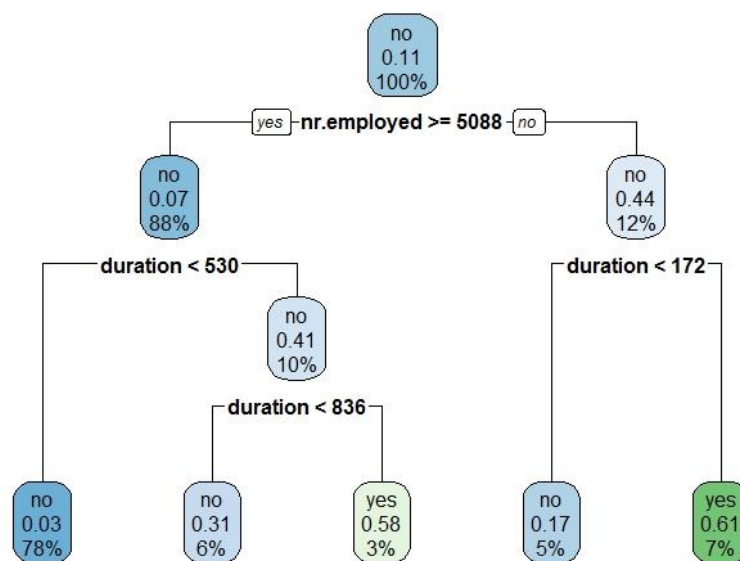 no
0.11
100%
yes nr.employed >= 5088 no
no
0.07
88%
no
0.44
12%
duration < 530
duration < 172
no
0.41
10%
duration < 836
no
0.03
78%
no
0.31
6%
yes
0.58
3%
no
0.17
5%
yes
0.61
7%